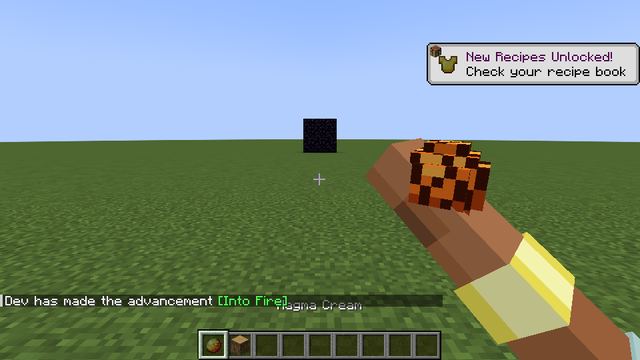 New Recipes Unlocked!
Check your recipe book
Dev has made the advancement [Into Fire]
Magma Cream